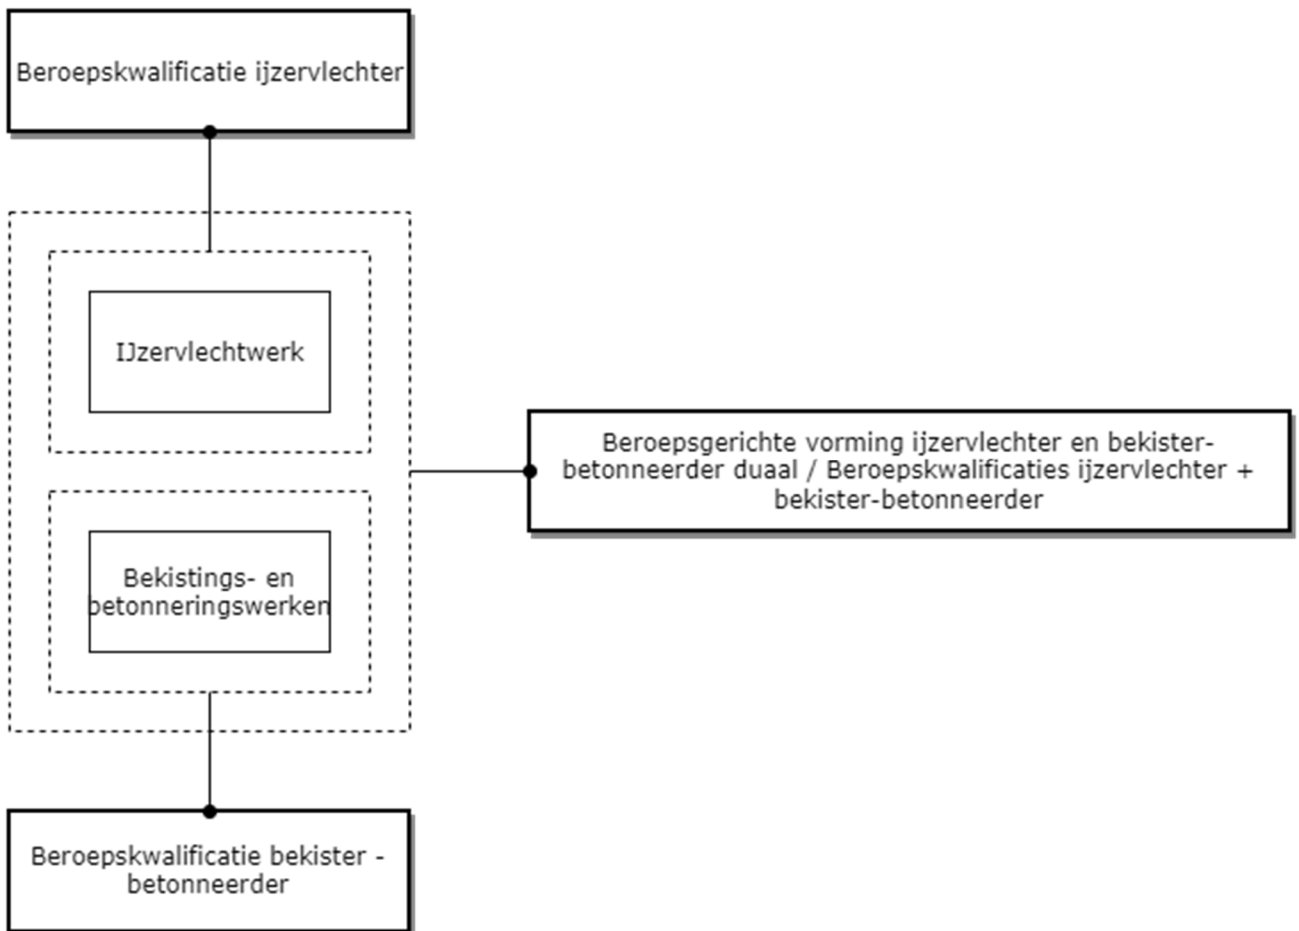 Beroepskwalificatie ijzervlechter
IJzervlechtwerk
Beroepsgerichte vorming ijzervlechter en bekister-
betonneerder duaal / Beroepskwalificaties ijzervlechter +
bekister-betonneerder
Bekistings- en
betonneringswerken
Beroepskwalificatie bekister -
betonneerder